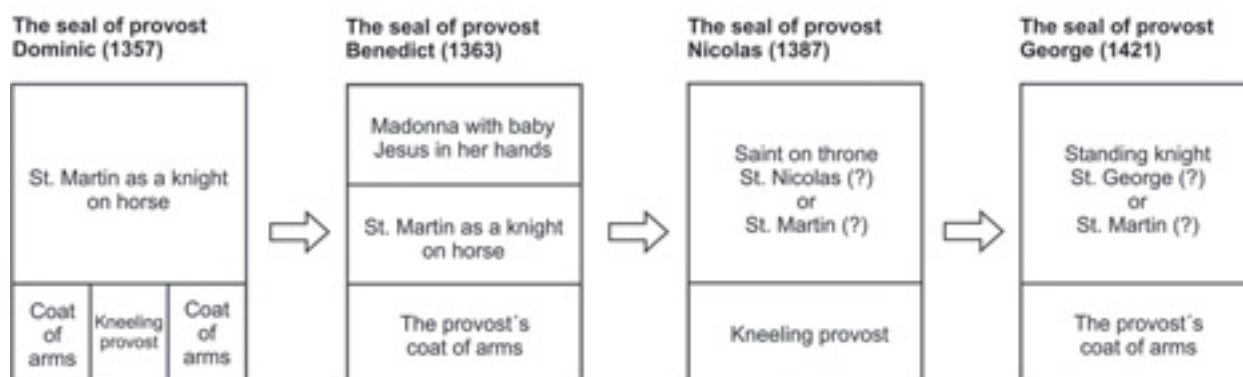 The seal of provost
Dominic (1357)
St. Martin as a knight
on horse
Coat
of
arms
Kneeling
provost
Coat
of
arms
The seal of provost
Benedict (1363)
Madonna with baby
Jesus in her hands
St. Martin as a knight
on horse
The provost´s
coat of arms
The seal of provost
Nicolas (1387)
Saint on throne
St. Nicolas (?)
or
St. Martin (?)
Kneeling provost
The seal of provost
George (1421)
Standing knight
St. George (?)
or
St. Martin (?)
The provost´s
coat of arms